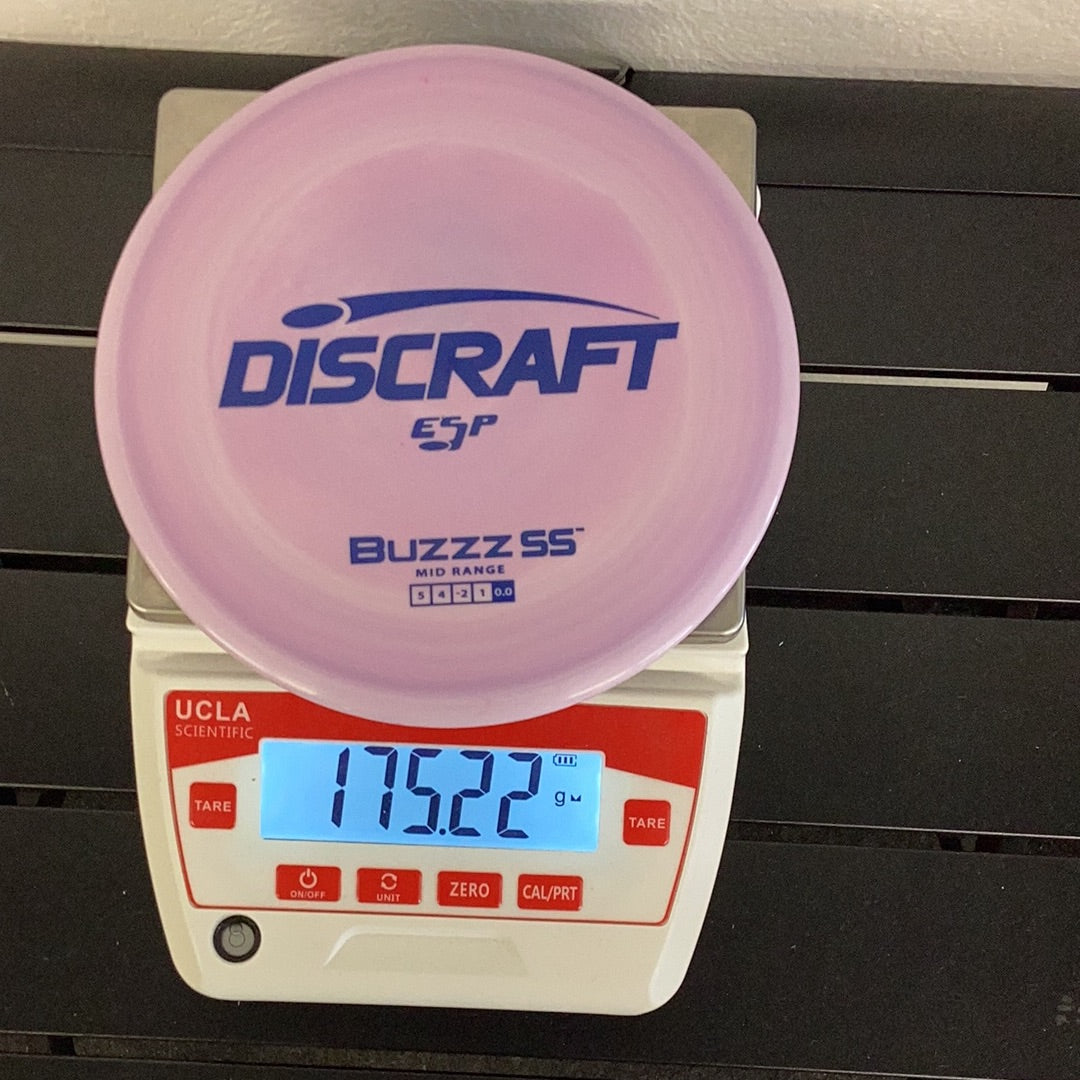 DISCRAFT
ESP
BUZZZ SS
MID RANGE
5 4 -2 1 0.0
UCLA
SCIENTIFIC
175.22
g
TARE
TARE
ON/OFF
UNIT
ZERO
CAL/PRT